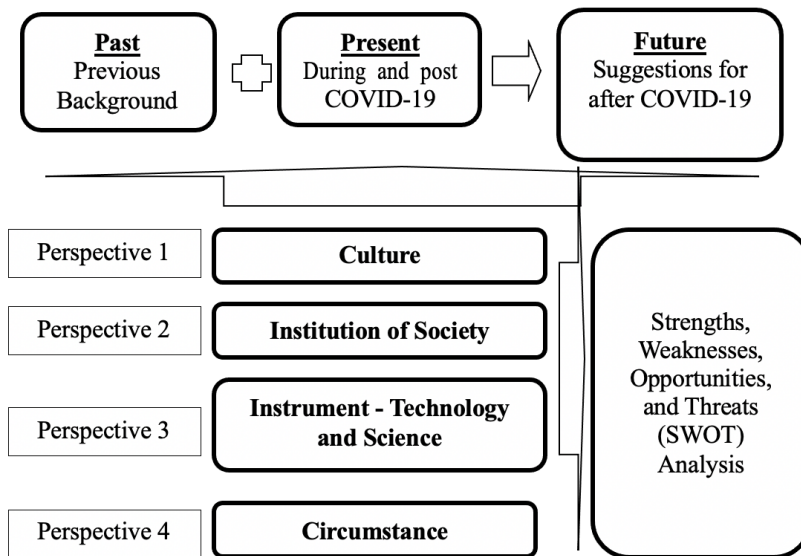 Past
Previous
Background
Present
During and post
COVID-19
Future
Suggestions for
after COVID-19
Perspective 1
Culture
Perspective 2
Institution of Society
Perspective 3
Instrument - Technology
and Science
Perspective 4
Circumstance
Strengths,
Weaknesses,
Opportunities,
and Threats
(SWOT)
Analysis